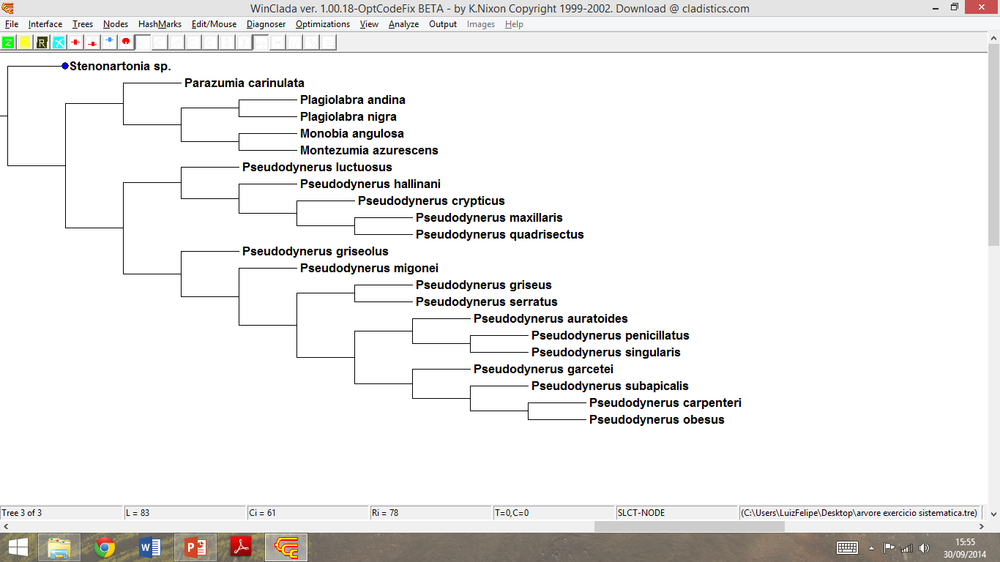 WinClada ver. 1.00.18-OptCodeFix BETA - by K.Nixon Copyright 1999-2002. Download @ cladistics.com
File Interface Trees Nodes HashMarks Edit/Mouse Diagnoser Optimizations View Analyze Output Images Help
Stenonartonia sp.
Parazumia carinulata
Plagiolabra andina
Plagiolabra nigra
Monobia angulosa
Montezumia azurescens
Pseudodynerus luctuosus
Pseudodynerus hallinani
Pseudodynerus crypticus
Pseudodynerus maxillaris
Pseudodynerus quadrisectus
Pseudodynerus griseolus
Pseudodynerus migonei
Pseudodynerus griseus
Pseudodynerus serratus
Pseudodynerus auratoides
Pseudodynerus penicillatus
Pseudodynerus singularis
Pseudodynerus garcetei
Pseudodynerus subapicalis
Pseudodynerus carpenteri
Pseudodynerus obesus
Tree 3 of 3 L = 83 Ci = 61 Ri = 78 T=0,C=0 SLCT-NODE (C:\Users\LuizFelipe\Desktop\arvore exercicio sistematica.tre)
15:55
30/09/2014